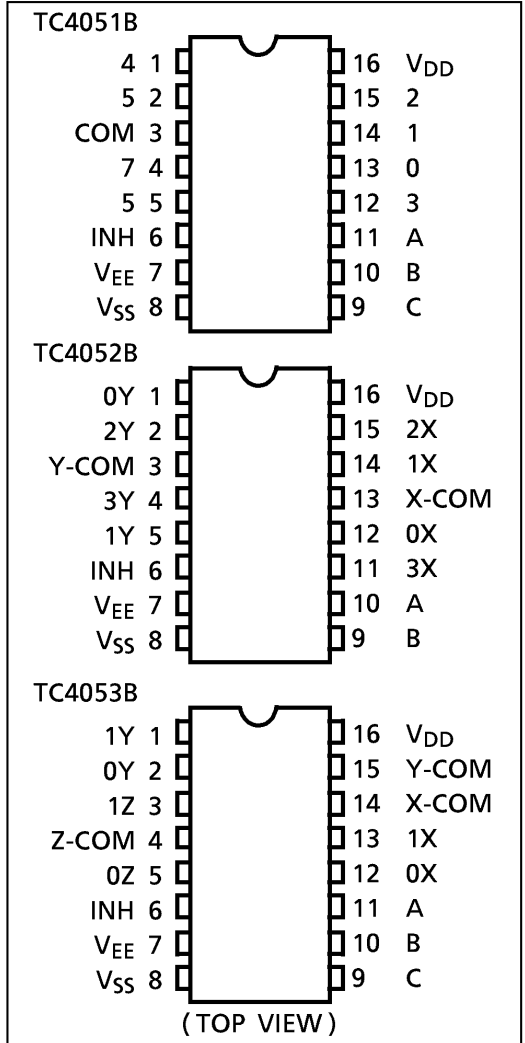 TC4051B
4 1 16 VDD
5 2 15 2
COM 3 14 1
7 4 13 0
5 5 12 3
INH 6 11 A
VEE 7 10 B
VSS 8 9 C
TC4052B
0Y 1 16 VDD
2Y 2 15 2X
Y-COM 3 14 1X
3Y 4 13 X-COM
1Y 5 12 0X
INH 6 11 3X
VEE 7 10 A
VSS 8 9 B
TC4053B
1Y 1 16 VDD
0Y 2 15 Y-COM
1Z 3 14 X-COM
Z-COM 4 13 1X
0Z 5 12 0X
INH 6 11 A
VEE 7 10 B
VSS 8 9 C
(TOP VIEW)